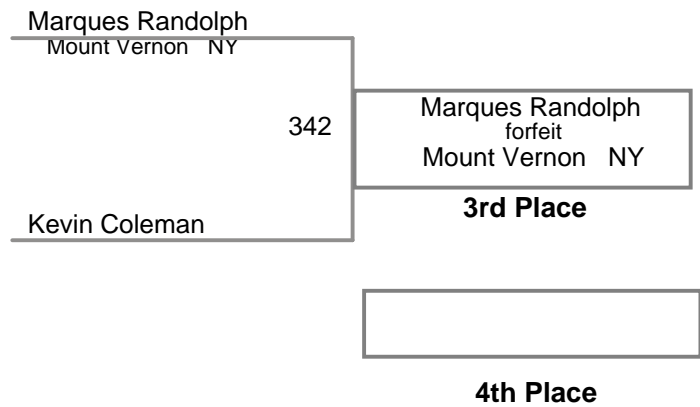 Marques Randolph
Mount Vernon NY
342
Marques Randolph
forfeit
Mount Vernon NY
3rd Place
Kevin Coleman
4th Place